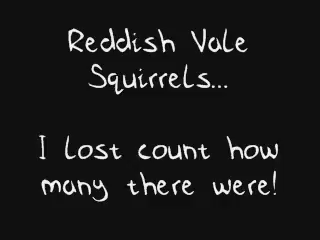 Reddish Vale
Squirrels...
I lost count how
many there were!